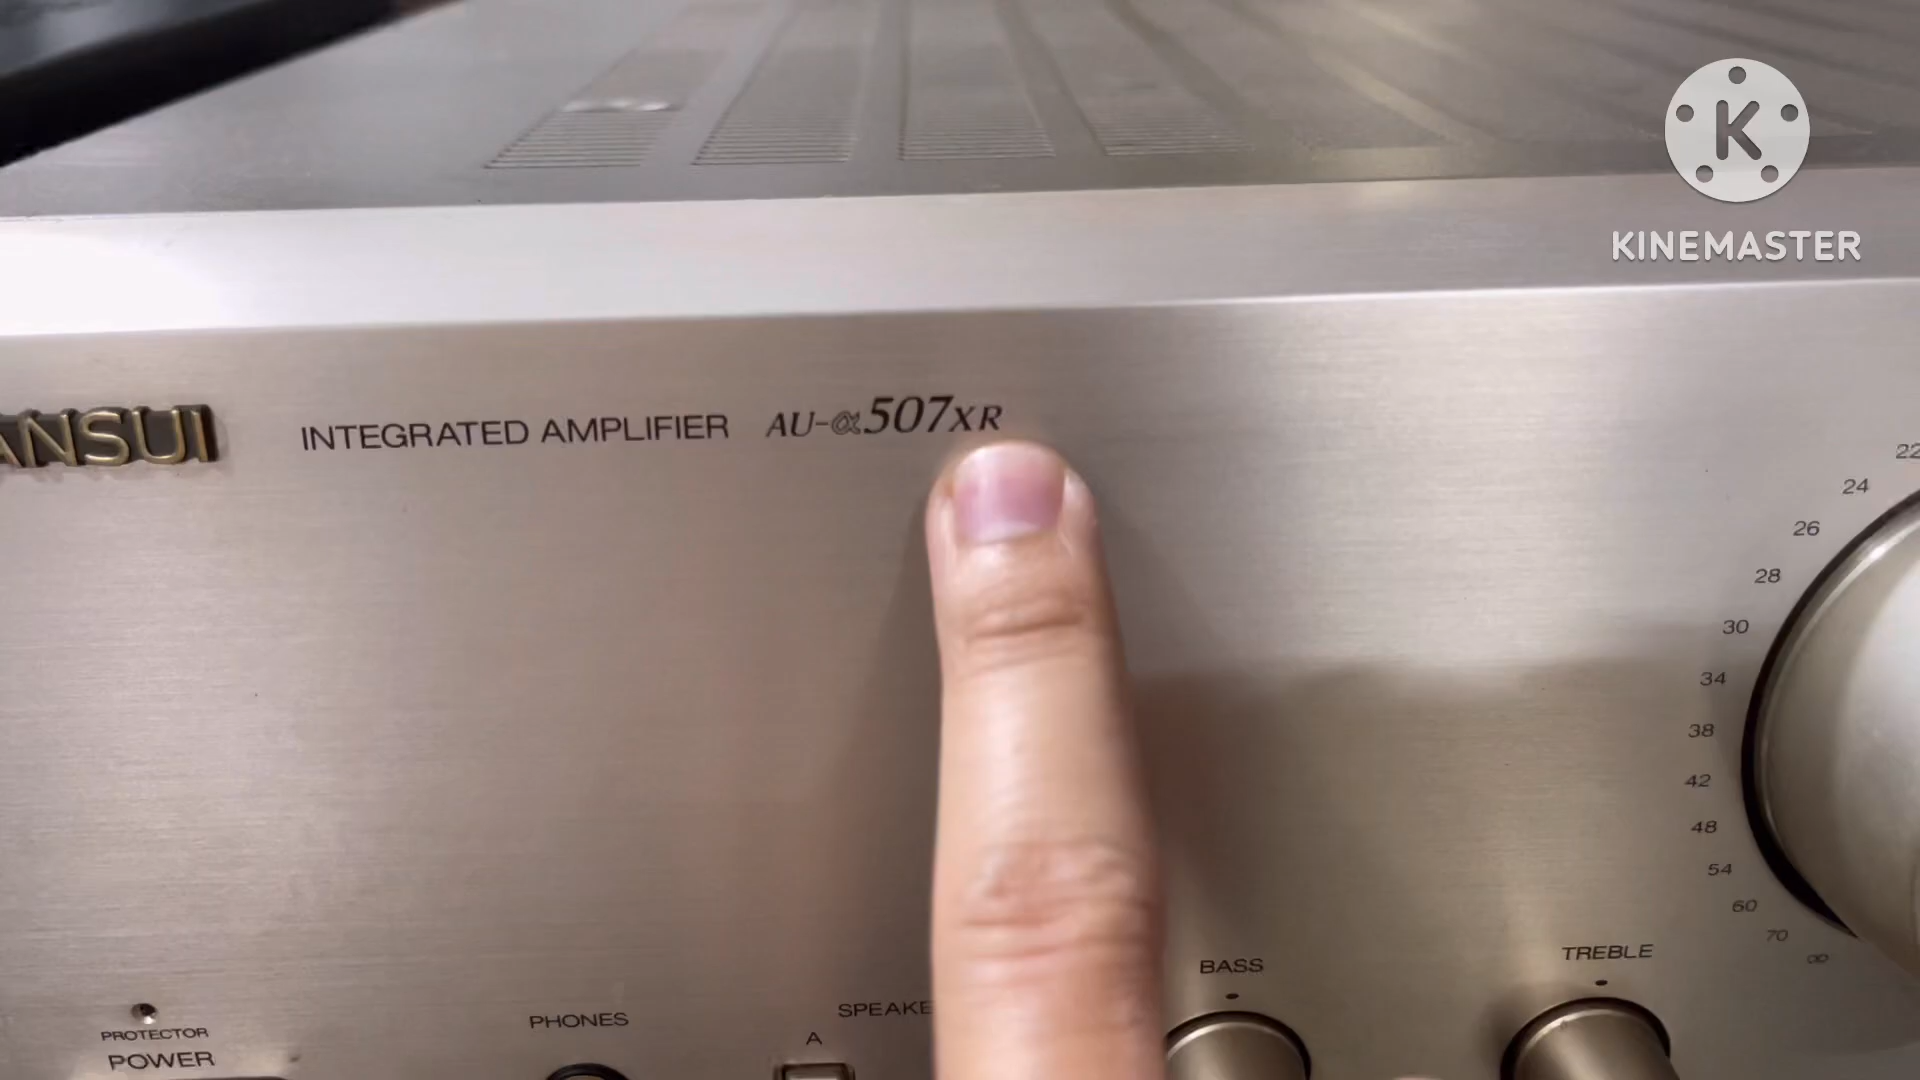 K
KINEMASTER
ANSUI INTEGRATED AMPLIFIER AU-α507XR
22
24
26
28
30
34
38
42
48
54
60
70
∞
BASS
TREBLE
PROTECTOR
POWER
PHONES
SPEAKE
A